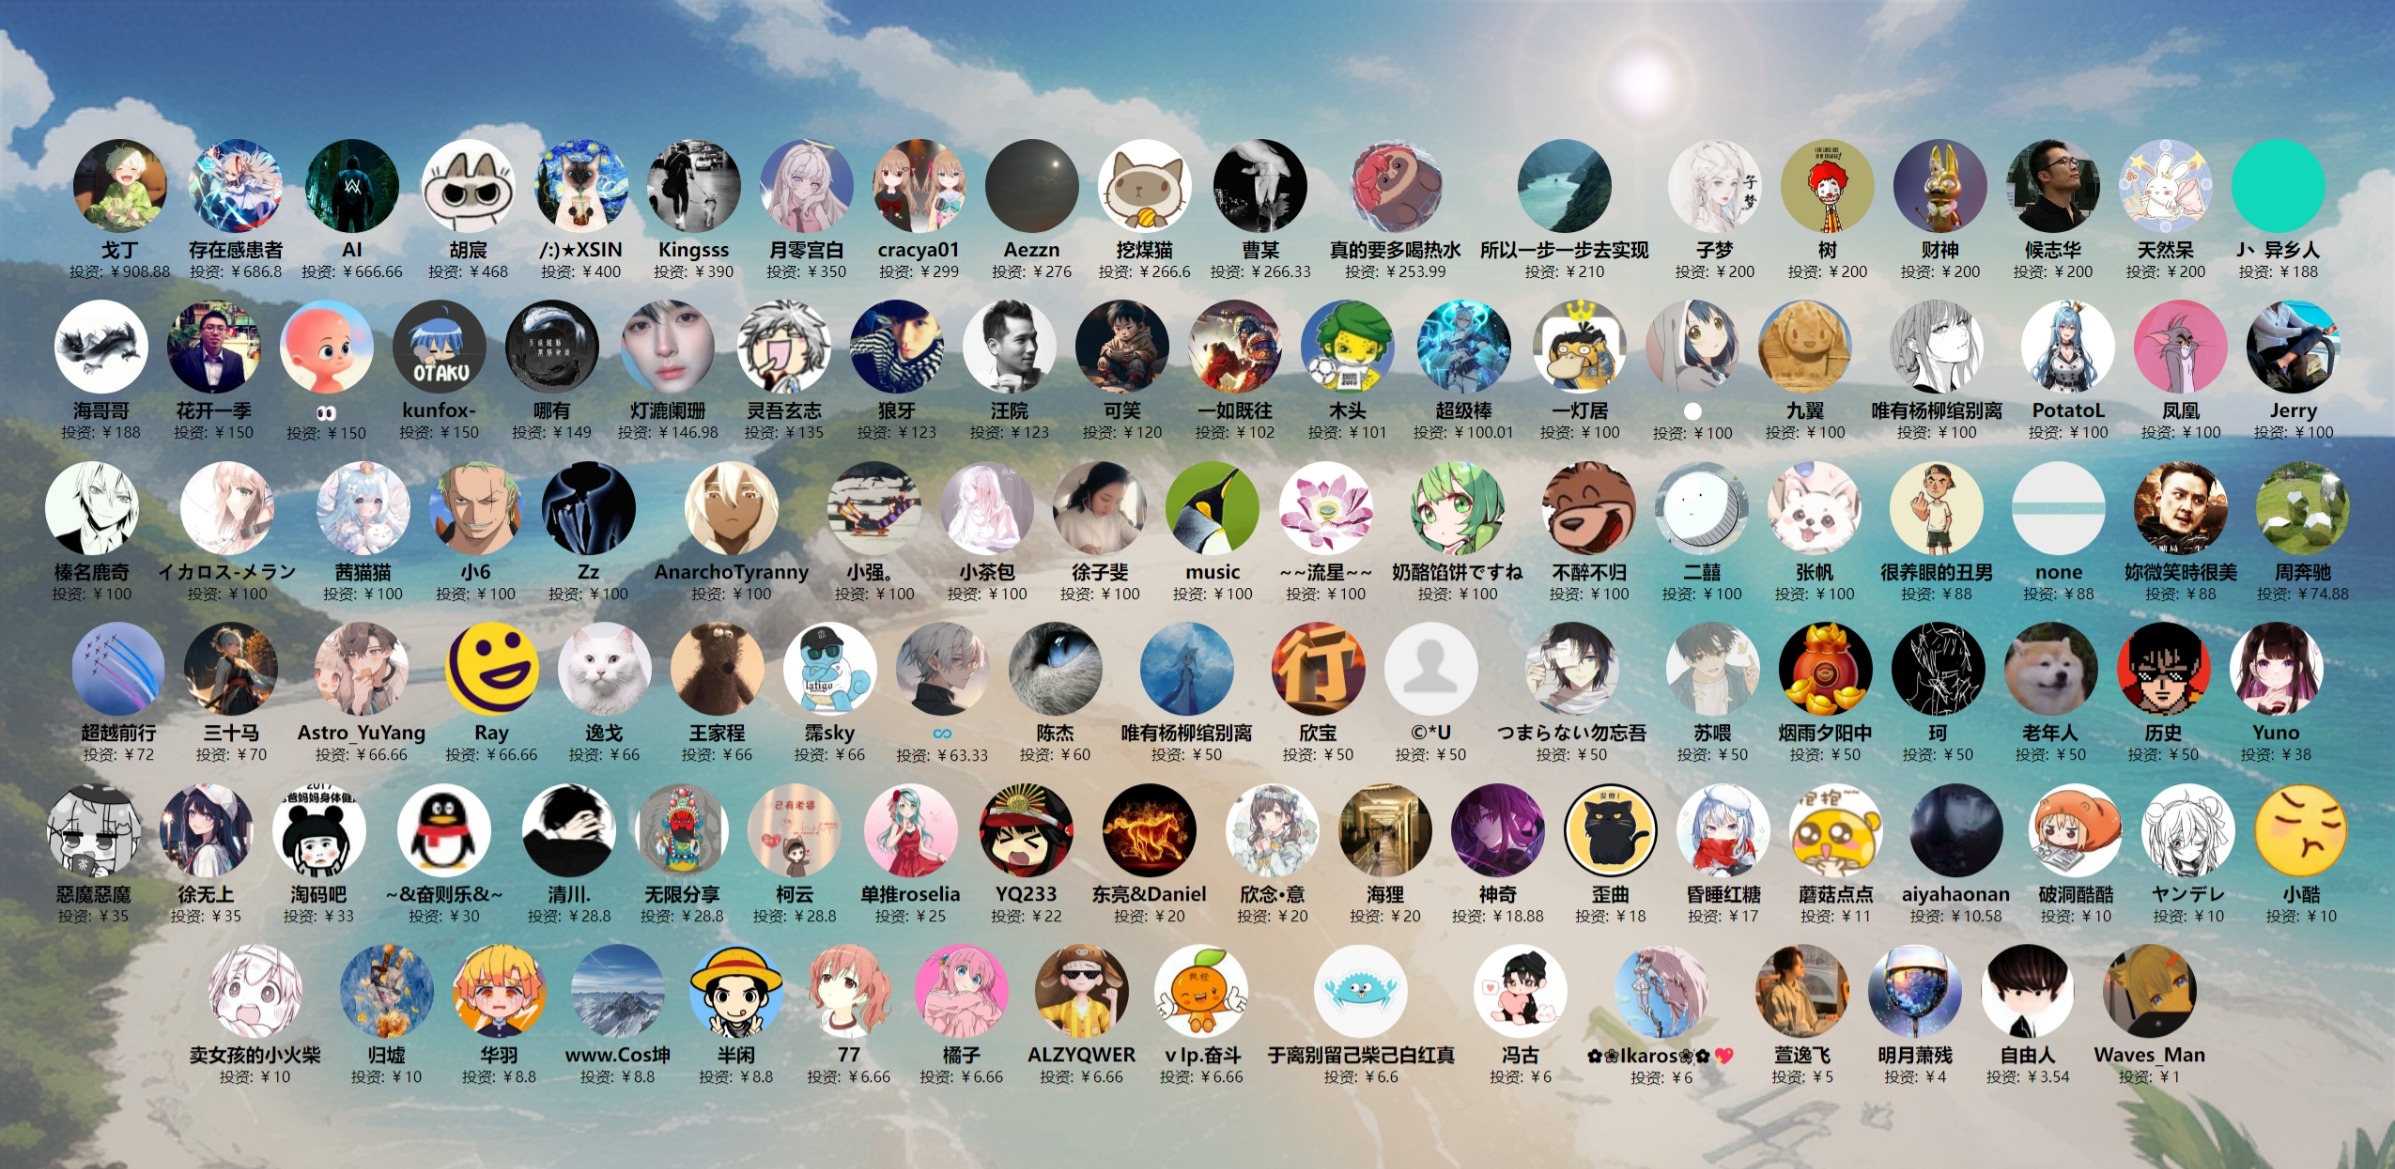 戈丁 存在感患者 AI 胡宸 /:)★XSIN Kingsss 月零宫白 cracya01 Aezzn 挖煤猫 曹某 真的要多喝热水 所以一步一步去实现 子梦 树 财神 候志华 天然呆 J丶异乡人
投资: ¥908.88 投资: ¥686.8 投资: ¥666.66 投资: ¥468 投资: ¥400 投资: ¥390 投资: ¥350 投资: ¥299 投资: ¥276 投资: ¥266.6 投资: ¥266.33 投资: ¥253.99 投资: ¥210 投资: ¥200 投资: ¥200 投资: ¥200 投资: ¥200 投资: ¥200 投资: ¥188
OTAKU
海哥哥 花开一季 👀 kunfox- 哪有 灯漉阑珊 灵吾玄志 狼牙 汪院 可笑 一如既往 木头 超级棒 一灯居 九翼 唯有杨柳绾别离 PotatoL 凤凰 Jerry
投资: ¥188 投资: ¥150 投资: ¥150 投资: ¥150 投资: ¥149 投资: ¥146.98 投资: ¥135 投资: ¥123 投资: ¥123 投资: ¥120 投资: ¥102 投资: ¥101 投资: ¥100.01 投资: ¥100 投资: ¥100 投资: ¥100 投资: ¥100 投资: ¥100 投资: ¥100 投资: ¥100
榛名鹿奇 イカロス-メラン 茜猫猫 小6 Zz AnarchoTyranny 小强。 小茶包 徐子斐 music ~~流星~~ 奶酪馅饼ですね 不醉不归 二囍 张帆 很养眼的丑男 none 妳微笑時很美 周奔驰
投资: ¥100 投资: ¥100 投资: ¥100 投资: ¥100 投资: ¥100 投资: ¥100 投资: ¥100 投资: ¥100 投资: ¥100 投资: ¥100 投资: ¥100 投资: ¥100 投资: ¥100 投资: ¥100 投资: ¥100 投资: ¥88 投资: ¥88 投资: ¥88 投资: ¥74.88
行
超越前行 三十马 Astro_YuYang Ray 逸戈 王家程 霈sky ∞ 陈杰 唯有杨柳绾别离 欣宝 ©*U つまらない勿忘吾 苏喂 烟雨夕阳中 珂 老年人 历史 Yuno
投资: ¥72 投资: ¥70 投资: ¥66.66 投资: ¥66.66 投资: ¥66 投资: ¥66 投资: ¥66 投资: ¥63.33 投资: ¥60 投资: ¥50 投资: ¥50 投资: ¥50 投资: ¥50 投资: ¥50 投资: ¥50 投资: ¥50 投资: ¥50 投资: ¥50 投资: ¥38
惡魔惡魔 徐无上 淘码吧 ~&奋则乐&~ 清川. 无限分享 柯云 单推roselia YQ233 东亮&Daniel 欣念•意 海狸 神奇 歪曲 昏睡红糖 蘑菇点点 aiyahaonan 破洞酷酷 ヤンデレ 小酷
投资: ¥35 投资: ¥35 投资: ¥33 投资: ¥30 投资: ¥28.8 投资: ¥28.8 投资: ¥28.8 投资: ¥25 投资: ¥22 投资: ¥20 投资: ¥20 投资: ¥20 投资: ¥18.88 投资: ¥18 投资: ¥17 投资: ¥11 投资: ¥10.58 投资: ¥10 投资: ¥10 投资: ¥10
卖女孩的小火柴 归墟 华羽 www.Cos坤 半闲 77 橘子 ALZYQWER vIp.奋斗 于离别留己柴己白红真 冯古 ✿❀Ikaros❀✿💖 萱逸飞 明月萧残 自由人 Waves_Man
投资: ¥10 投资: ¥10 投资: ¥8.8 投资: ¥8.8 投资: ¥8.8 投资: ¥6.66 投资: ¥6.66 投资: ¥6.66 投资: ¥6.66 投资: ¥6.6 投资: ¥6 投资: ¥6 投资: ¥5 投资: ¥4 投资: ¥3.54 投资: ¥1